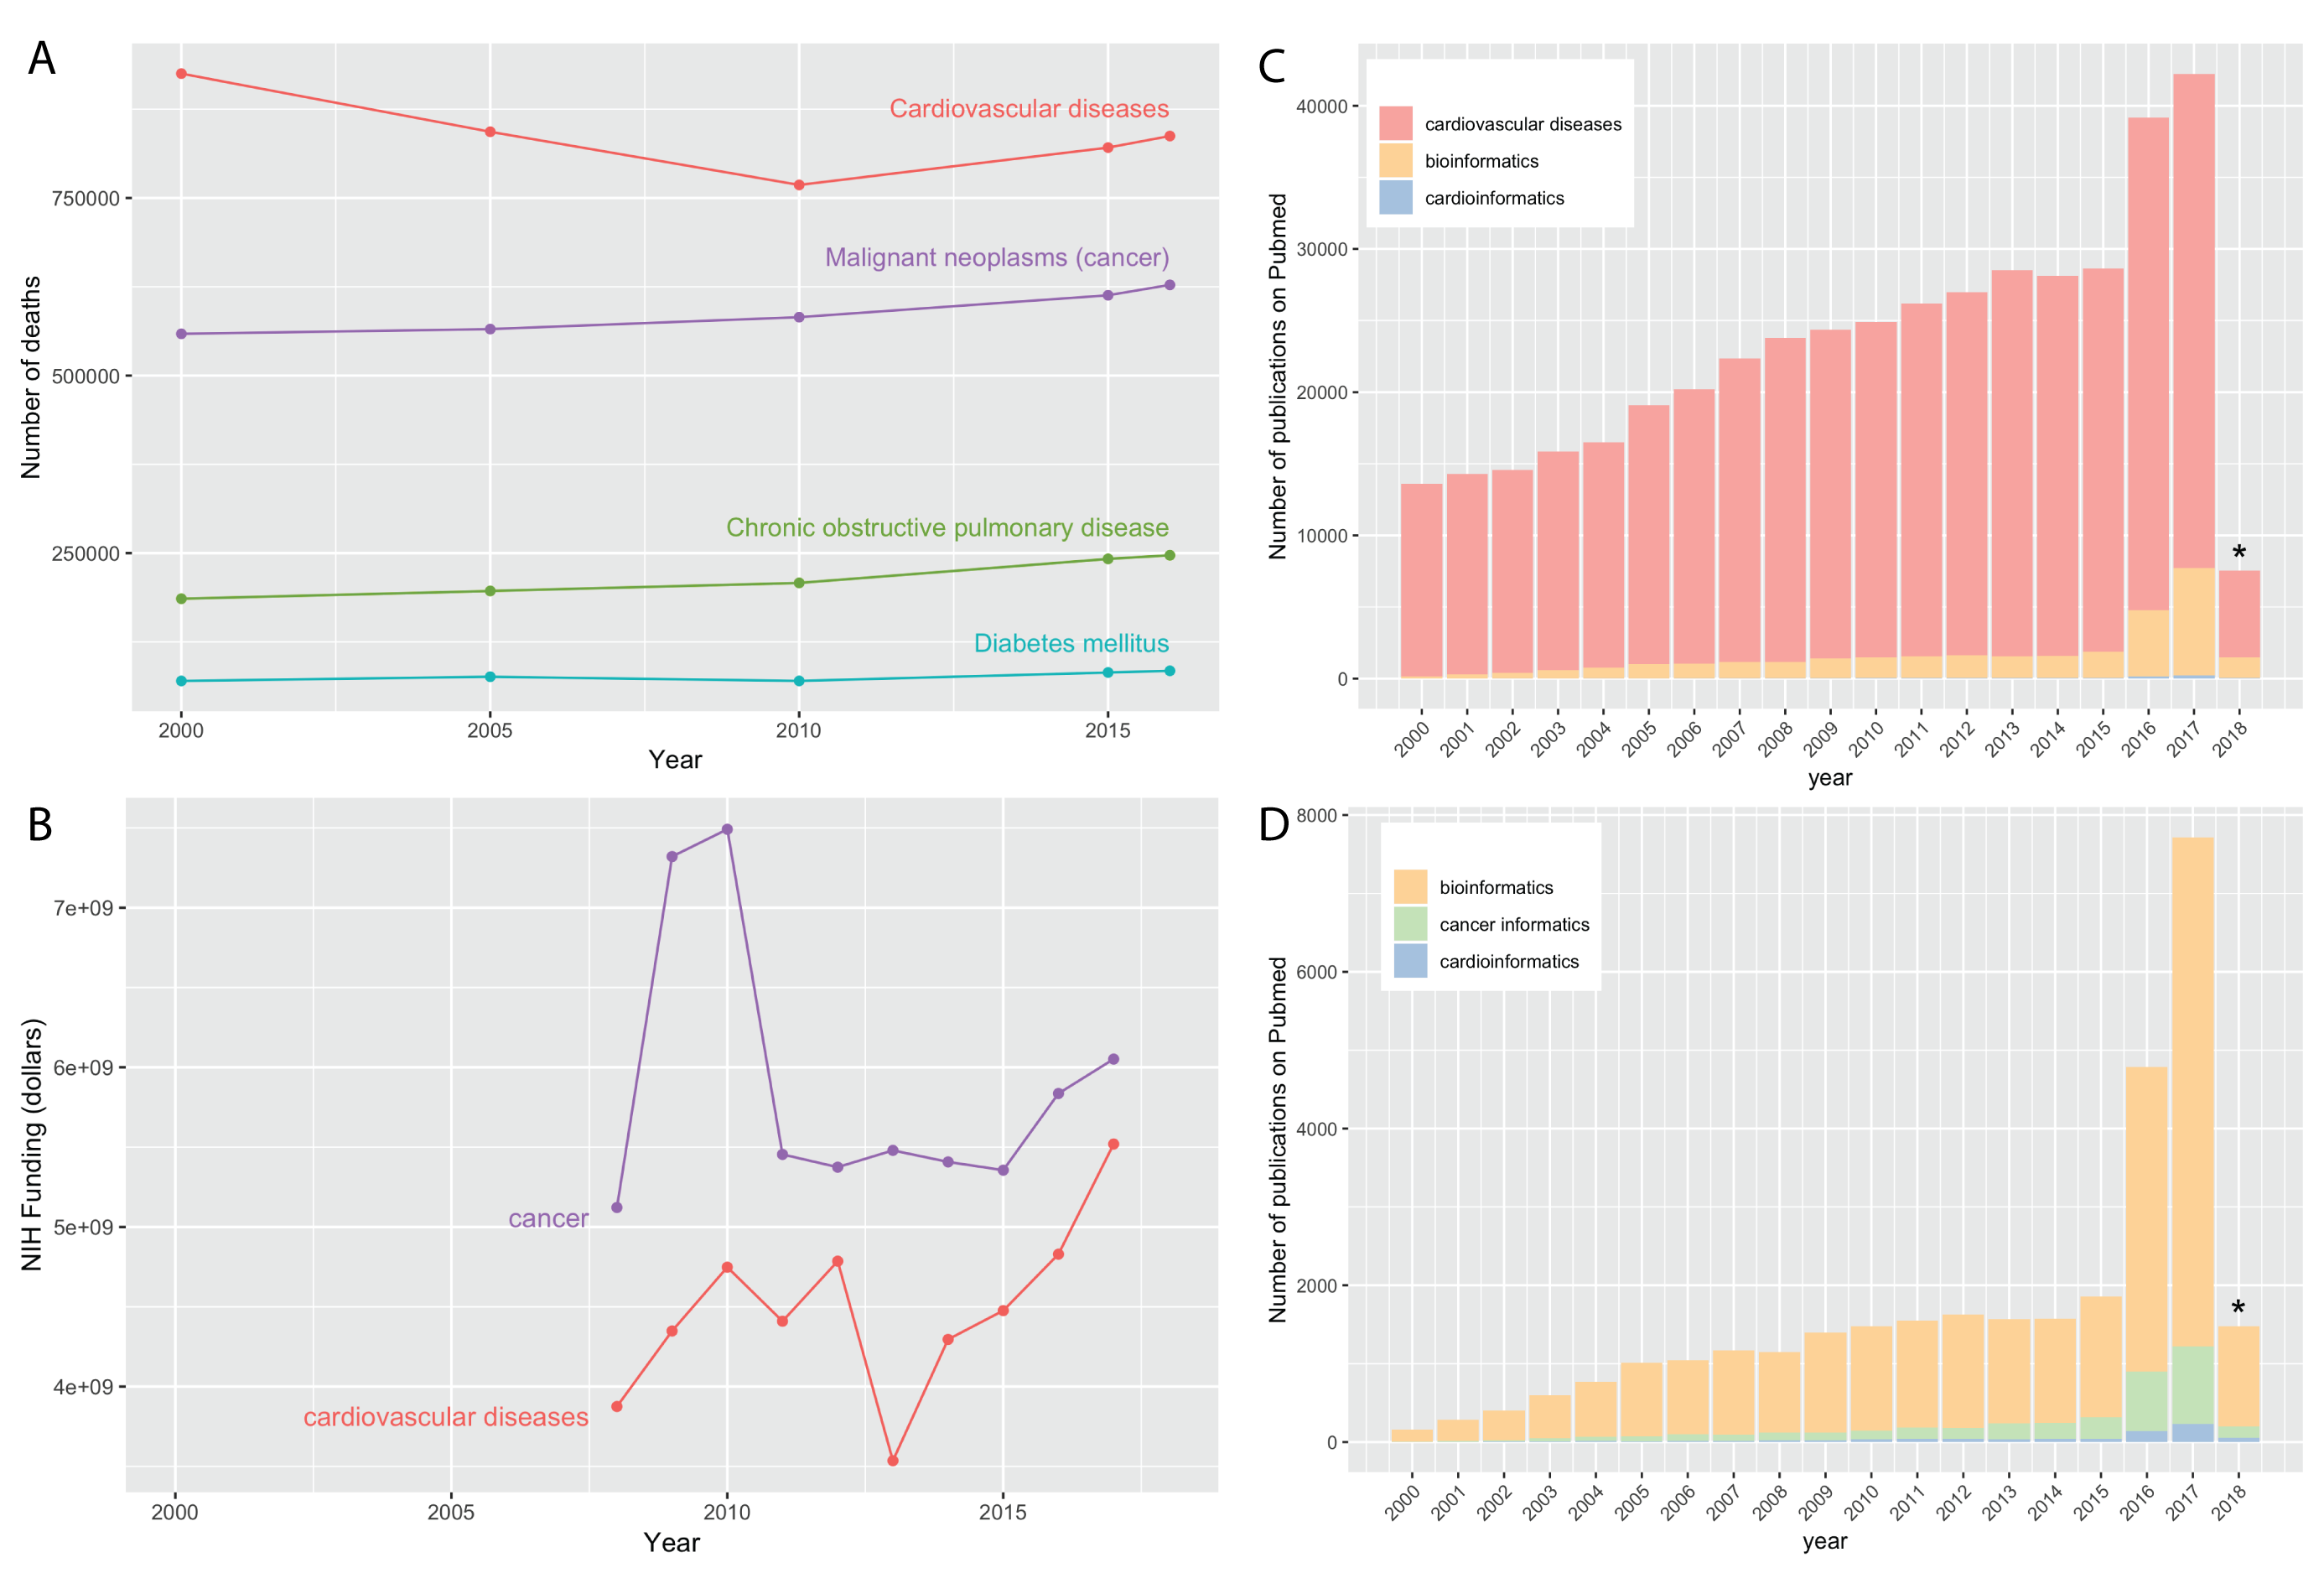 A
Number of deaths
750000
500000
250000
Cardiovascular diseases
Malignant neoplasms (cancer)
Chronic obstructive pulmonary disease
Diabetes mellitus
2000 2005 2010 2015
Year
B
NIH Funding (dollars)
7e+09
6e+09
5e+09
4e+09
cancer
cardiovascular diseases
2000 2005 2010 2015
Year
C
Number of publications on Pubmed
40000
30000
20000
10000
0
cardiovascular diseases
bioinformatics
cardioinformatics
*
2000 2001 2002 2003 2004 2005 2006 2007 2008 2009 2010 2011 2012 2013 2014 2015 2016 2017 2018
year
D
Number of publications on Pubmed
8000
6000
4000
2000
0
bioinformatics
cancer informatics
cardioinformatics
*
2000 2001 2002 2003 2004 2005 2006 2007 2008 2009 2010 2011 2012 2013 2014 2015 2016 2017 2018
year